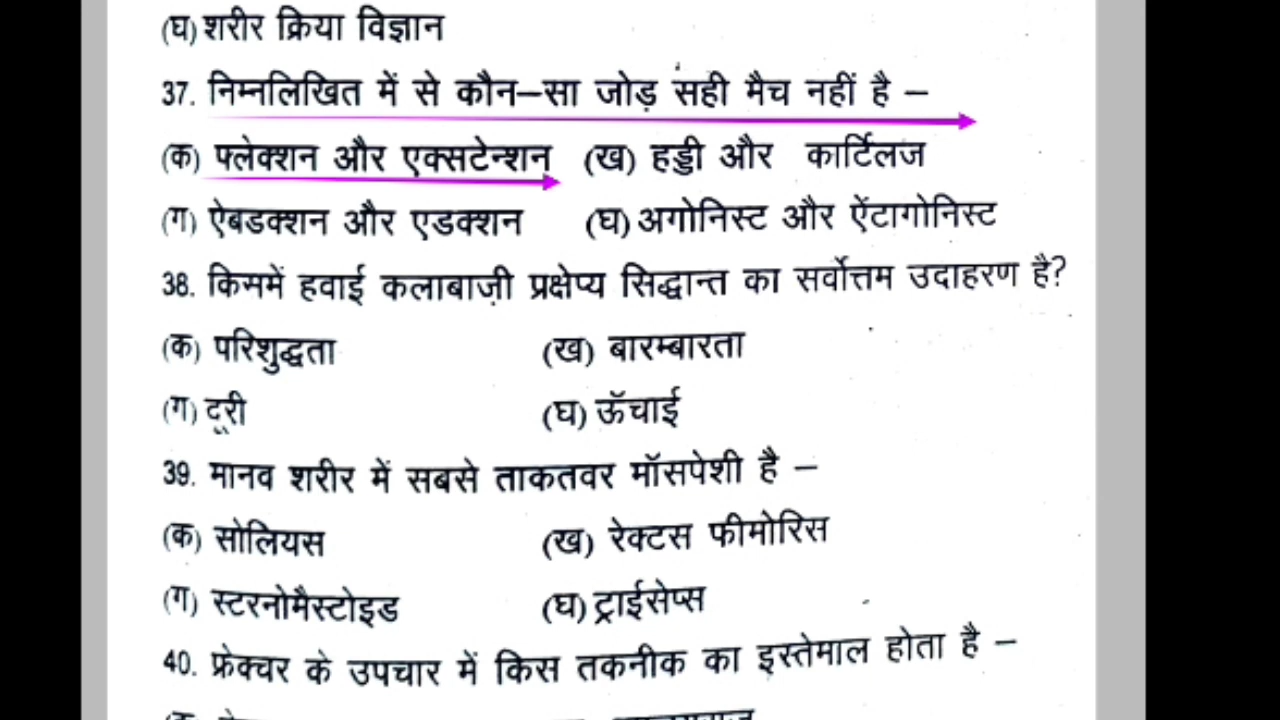 (घ) शरीर क्रिया विज्ञान
37. निम्नलिखित में से कौन–सा जोड़ सही मैच नहीं है –
(क) फ्लेक्शन और एक्सटेन्शन (ख) हड्डी और कार्टिलज
(ग) ऐबडक्शन और एडक्शन (घ) अगोनिस्ट और ऐंटागोनिस्ट
38. किसमें हवाई कलाबाज़ी प्रक्षेप्य सिद्धान्त का सर्वोत्तम उदाहरण है?
(क) परिशुद्धता (ख) बारम्बारता
(ग) दूरी (घ) ऊँचाई
39. मानव शरीर में सबसे ताकतवर मॉसपेशी है –
(क) सोलियस (ख) रेक्टस फीमोरिस
(ग) स्टरनोमैस्टोइड (घ) ट्राईसेप्स
40. फ्रेक्चर के उपचार में किस तकनीक का इस्तेमाल होता है –